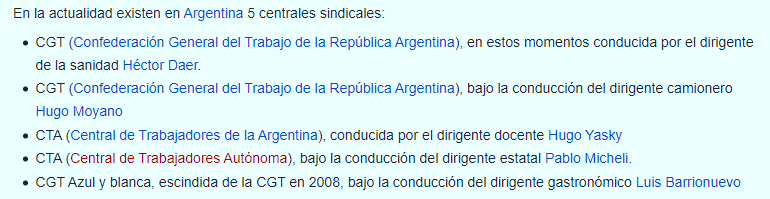 En la actualidad existen en Argentina 5 centrales sindicales:
CGT (Confederación General del Trabajo de la República Argentina), en estos momentos conducida por el dirigente
de la sanidad Héctor Daer.
CGT (Confederación General del Trabajo de la República Argentina), bajo la conducción del dirigente camionero
Hugo Moyano
CTA (Central de Trabajadores de la Argentina), conducida por el dirigente docente Hugo Yasky
CTA (Central de Trabajadores Autónoma), bajo la conducción del dirigente estatal Pablo Micheli.
CGT Azul y blanca, escindida de la CGT en 2008, bajo la conducción del dirigente gastronómico Luis Barrionuevo